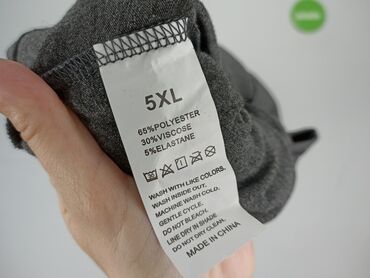 5XL
65%POLYESTER
30%VISCOSE
5%ELASTANE
WASH WITH LIKE COLORS.
WASH INSIDE OUT.
MACHINE WASH COLD.
GENTLE CYCLE.
DO NOT BLEACH.
LINE DRY IN SHADE
DO NOT DRY CLEAN.
MADE IN CHINA